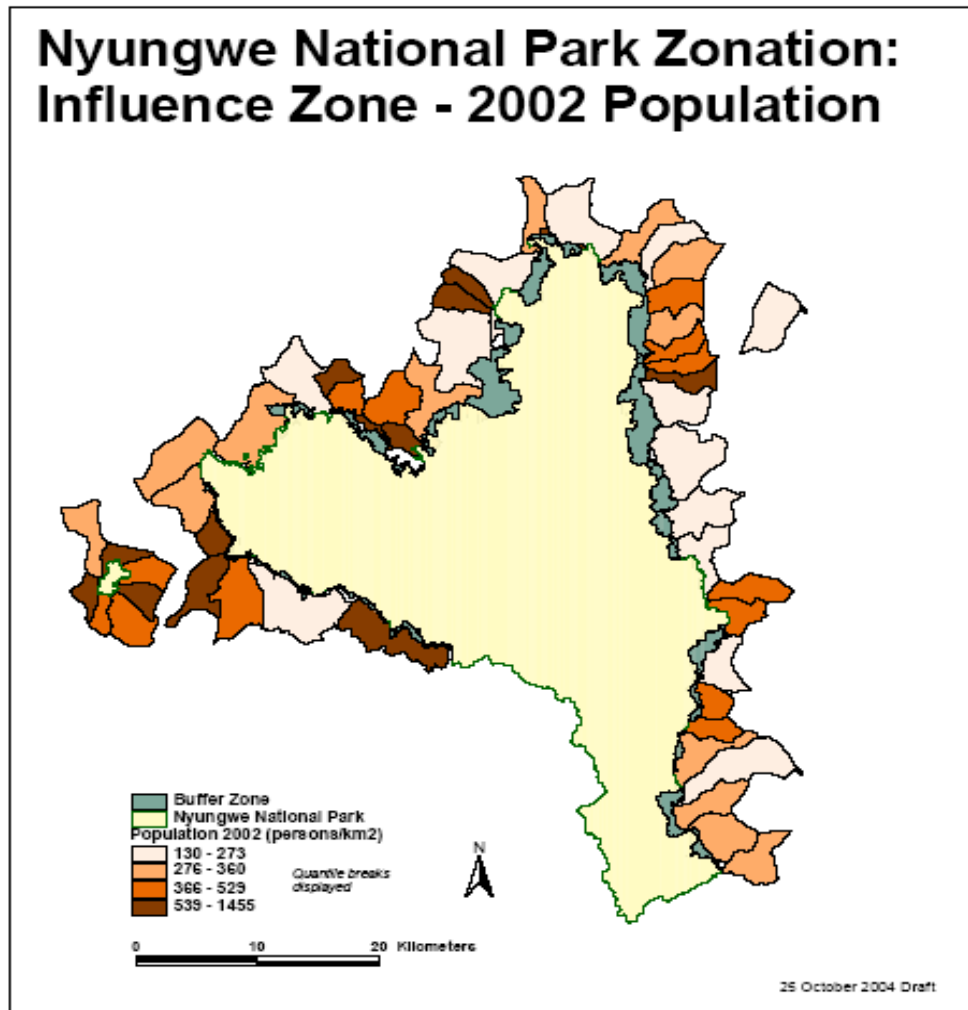 Nyungwe National Park Zonation:
Influence Zone - 2002 Population
Buffer Zone
Nyungwe National Park
Population 2002 (persons/km2)
130 - 273
276 - 360
366 - 529
539 - 1455
Quantile breaks
displayed
N
0 10 20 Kilometers
25 October 2004 Draft